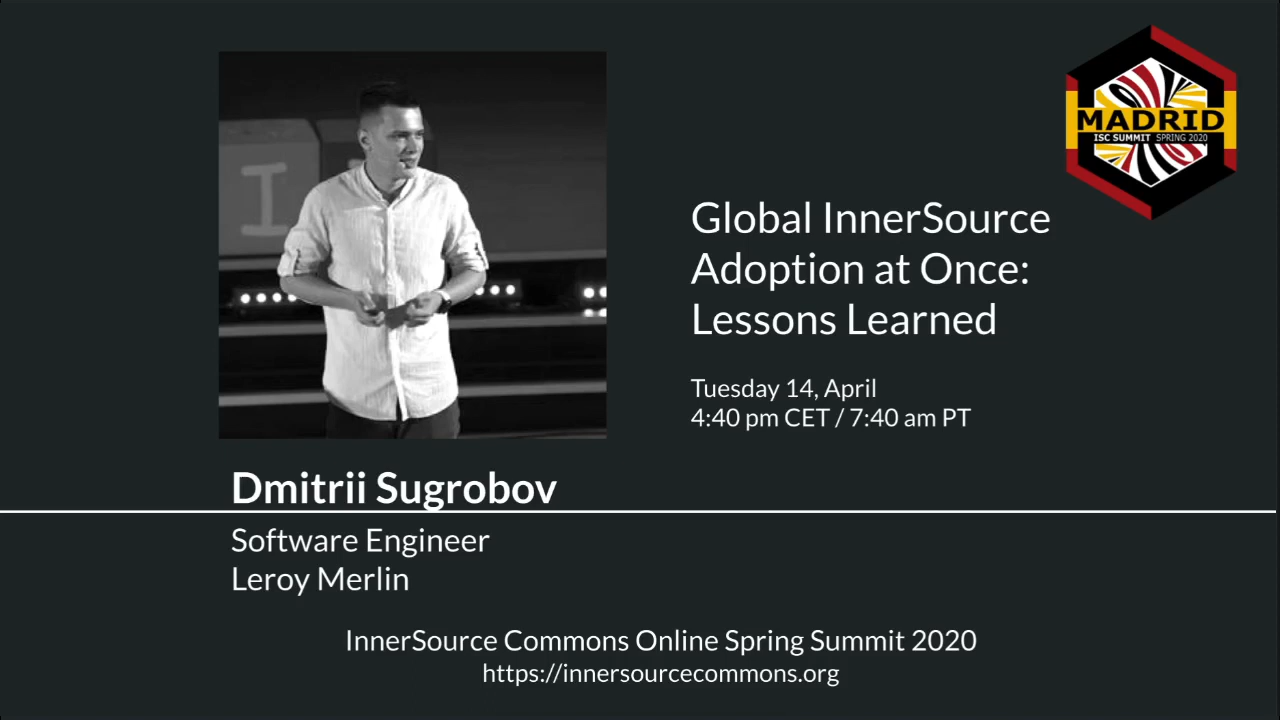 MADRID
ISC SUMMIT SPRING 2020
I
Global InnerSource
Adoption at Once:
Lessons Learned
Tuesday 14, April
4:40 pm CET / 7:40 am PT
Dmitrii Sugrobov
Software Engineer
Leroy Merlin
InnerSource Commons Online Spring Summit 2020
https://innersourcecommons.org